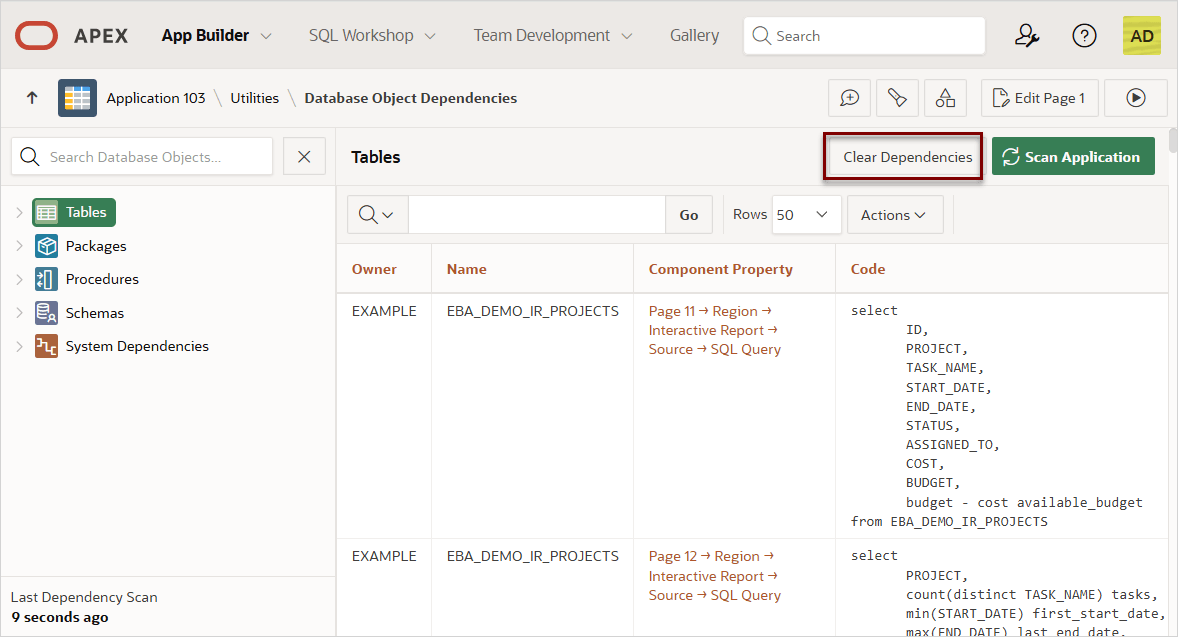 APEX App Builder SQL Workshop Team Development Gallery Search AD
Application 103 \ Utilities \ Database Object Dependencies Edit Page 1
Search Database Objects... Tables Clear Dependencies Scan Application
Tables
Packages
Procedures
Schemas
System Dependencies
Last Dependency Scan
9 seconds ago
Go Rows 50 Actions
Owner Name Component Property Code
EXAMPLE EBA_DEMO_IR_PROJECTS Page 11 → Region → select
Interactive Report → ID,
Source → SQL Query PROJECT,
TASK_NAME,
START_DATE,
END_DATE,
STATUS,
ASSIGNED_TO,
COST,
BUDGET,
budget - cost available_budget
from EBA_DEMO_IR_PROJECTS
EXAMPLE EBA_DEMO_IR_PROJECTS Page 12 → Region → select
Interactive Report → PROJECT,
Source → SQL Query count(distinct TASK_NAME) tasks,
min(START_DATE) first_start_date,
max(END_DATE) last_end_date,